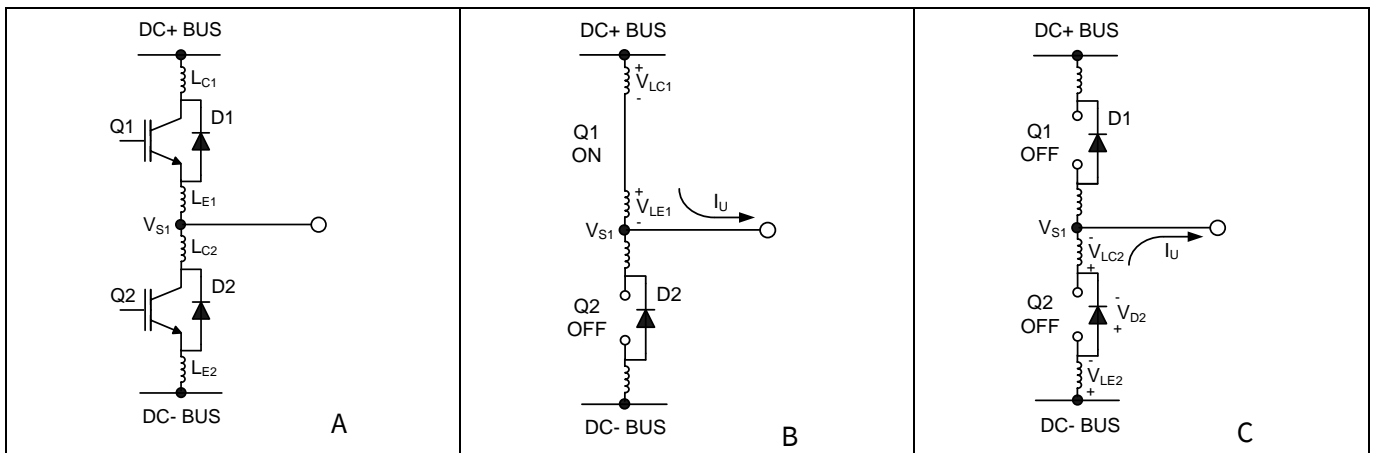 DC+ BUS
LC1
D1
Q1
LE1
VS1
LC2
D2
Q2
LE2
DC- BUS
A
DC+ BUS
+
VLC1
-
Q1
ON
+
VLE1
-
IU
VS1
D2
Q2
OFF
DC- BUS
B
DC+ BUS
D1
Q1
OFF
VS1
-
VLC2
+
IU
Q2
OFF
-
VD2
+
-
VLE2
+
DC- BUS
C